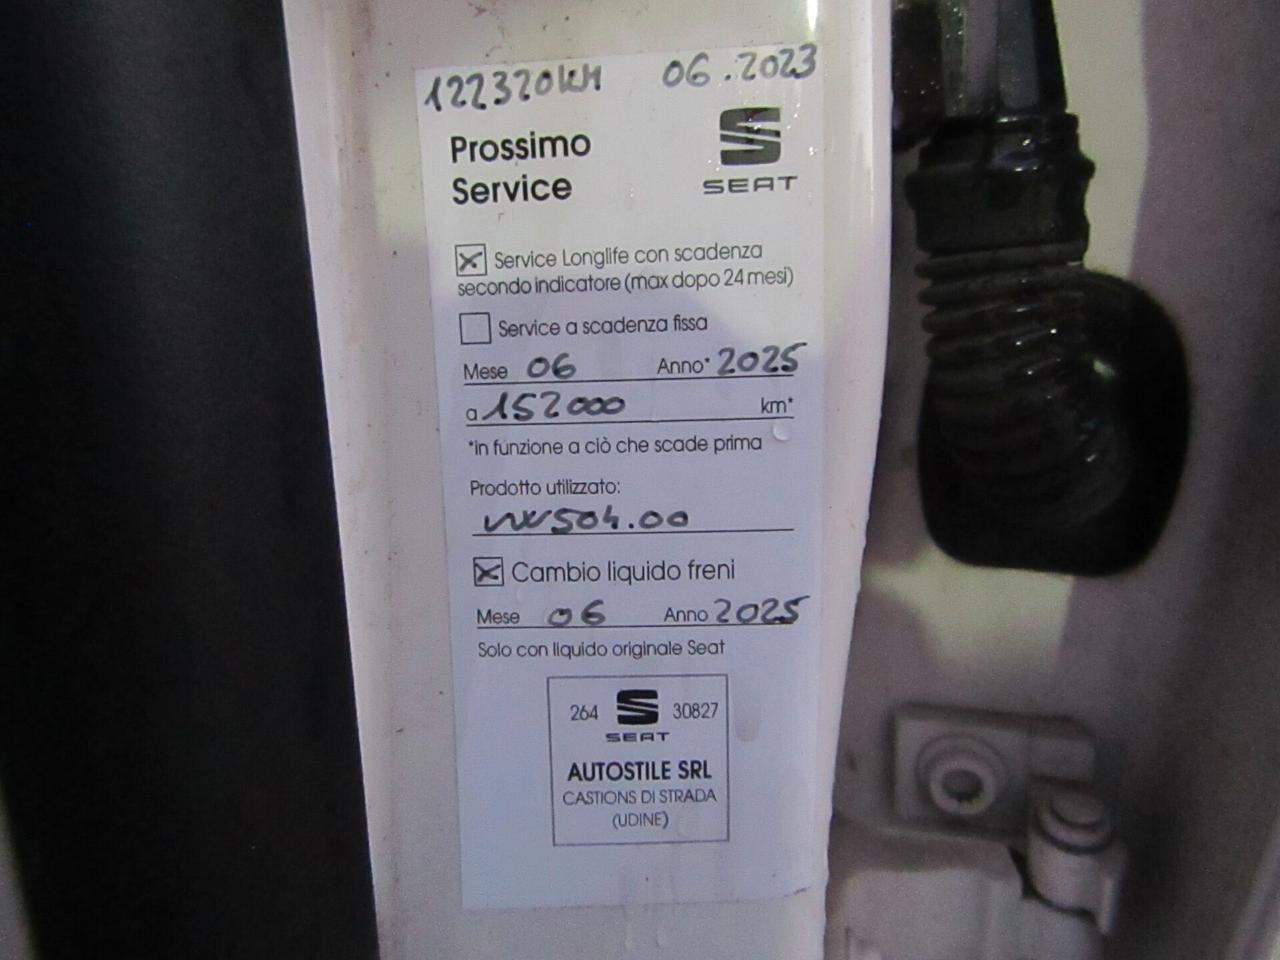 122320KM 06.2023
Prossimo
Service
SEAT
Service Longlife con scadenza
secondo indicatore (max dopo 24 mesi)
Service a scadenza fissa
Mese 06 Anno* 2025
a 152000 km*
*in funzione a ciò che scade prima
Prodotto utilizzato:
VW504.00
Cambio liquido freni
Mese 06 Anno 2025
Solo con liquido originale Seat
264 30827
SEAT
AUTOSTILE SRL
CASTIONS DI STRADA
(UDINE)